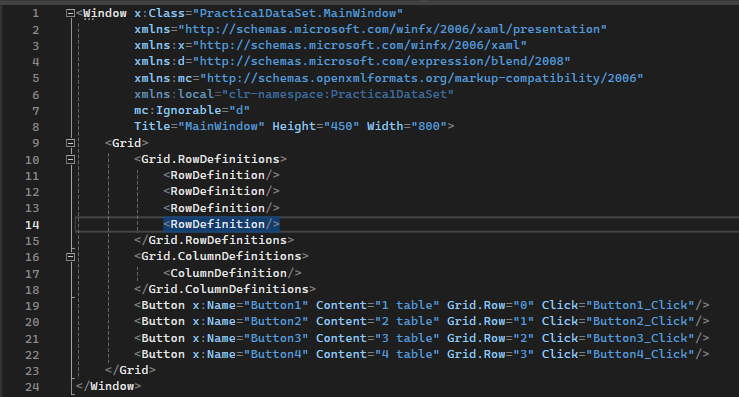 1 <Window x:Class="Practica1DataSet.MainWindow"
2 xmlns="http://schemas.microsoft.com/winfx/2006/xaml/presentation"
3 xmlns:x="http://schemas.microsoft.com/winfx/2006/xaml"
4 xmlns:d="http://schemas.microsoft.com/expression/blend/2008"
5 xmlns:mc="http://schemas.openxmlformats.org/markup-compatibility/2006"
6 xmlns:local="clr-namespace:Practica1DataSet"
7 mc:Ignorable="d"
8 Title="MainWindow" Height="450" Width="800">
9 <Grid>
10 <Grid.RowDefinitions>
11 <RowDefinition/>
12 <RowDefinition/>
13 <RowDefinition/>
14 <RowDefinition/>
15 </Grid.RowDefinitions>
16 <Grid.ColumnDefinitions>
17 <ColumnDefinition/>
18 </Grid.ColumnDefinitions>
19 <Button x:Name="Button1" Content="1 table" Grid.Row="0" Click="Button1_Click"/>
20 <Button x:Name="Button2" Content="2 table" Grid.Row="1" Click="Button2_Click"/>
21 <Button x:Name="Button3" Content="3 table" Grid.Row="2" Click="Button3_Click"/>
22 <Button x:Name="Button4" Content="4 table" Grid.Row="3" Click="Button4_Click"/>
23 </Grid>
24 </Window>